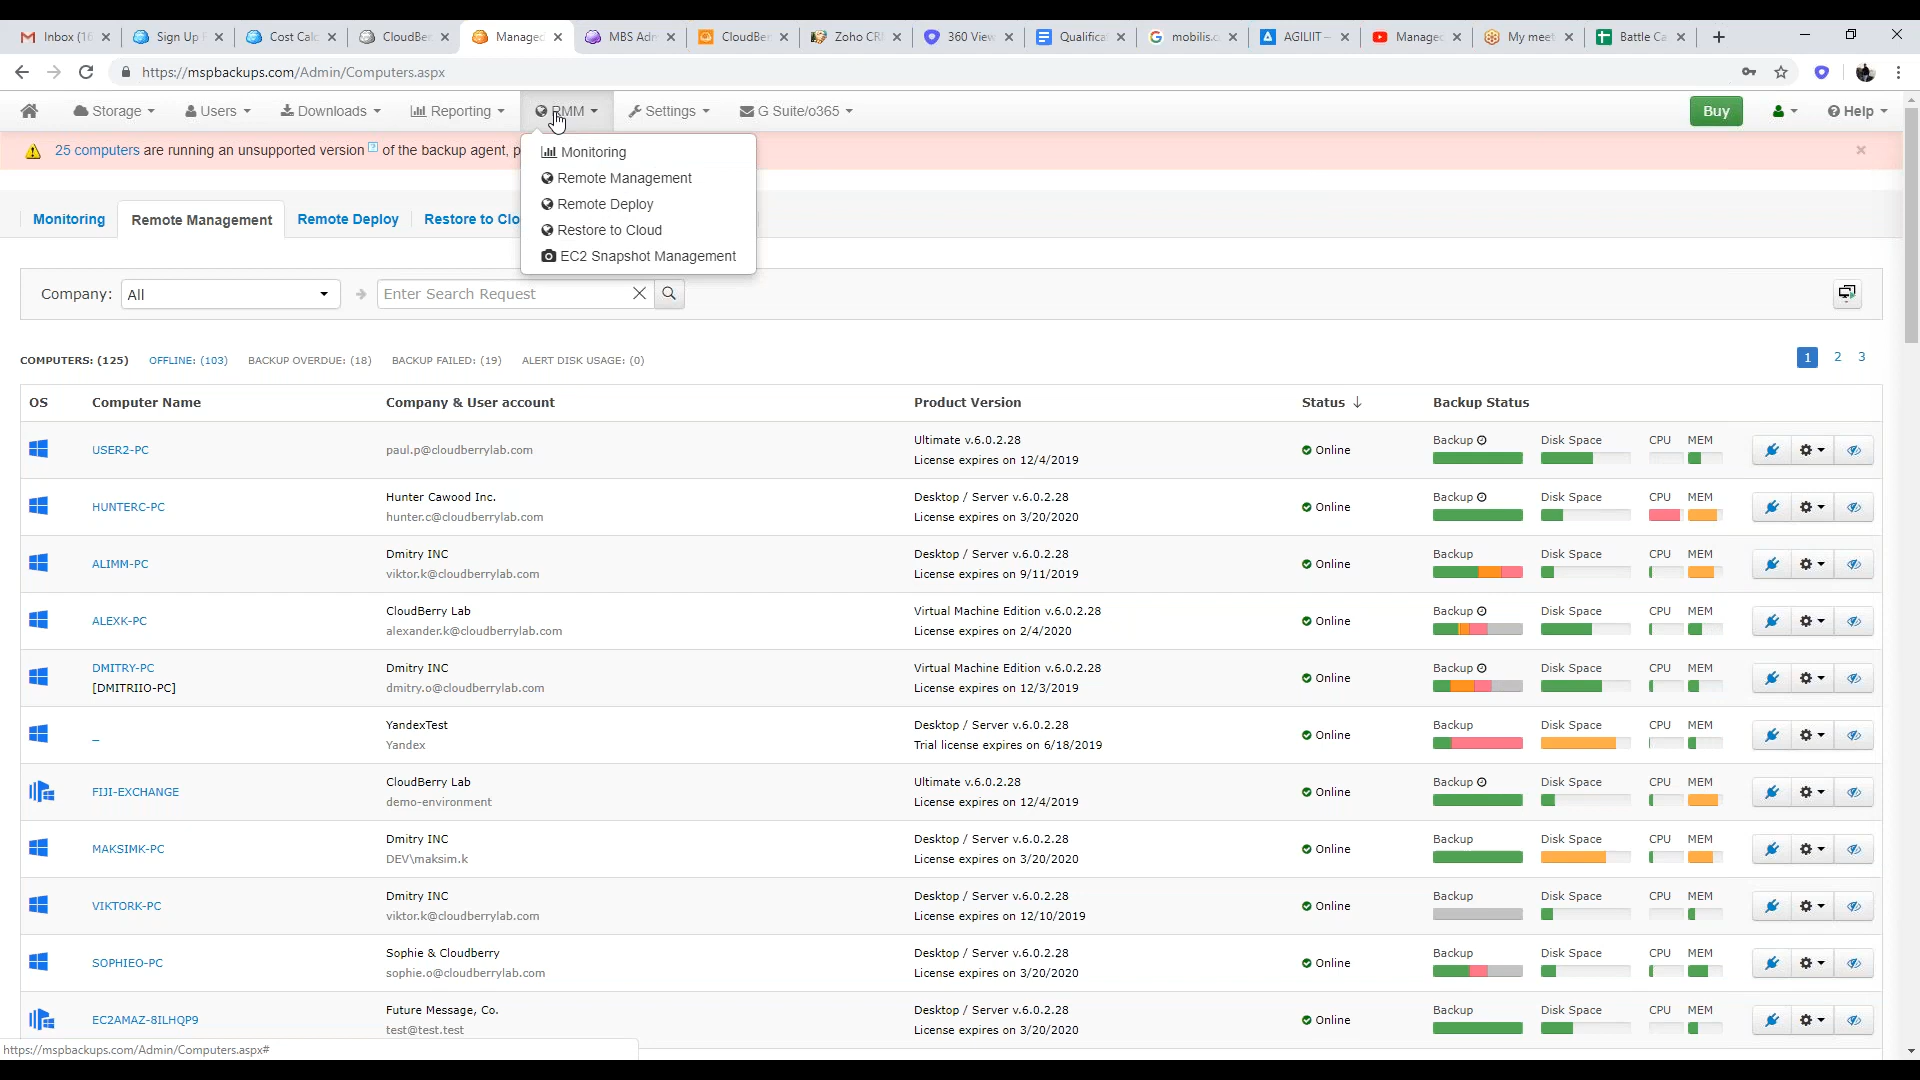 Inbox (1
Sign Up
Cost Calc
CloudBe
Managed
MBS Adr
CloudBe
Zoho CR
360 View
Qualifica
mobilis.c
AGILIIT –
Managed
My meet
Battle Ca
https://mspbackups.com/Admin/Computers.aspx
Storage
Users
Downloads
Reporting
RMM
Settings
G Suite/o365
Buy
Help
25 computers are running an unsupported version ? of the backup agent, p
Monitoring
Remote Management
Remote Deploy
Restore to Cloud
EC2 Snapshot Management
Monitoring
Remote Management
Remote Deploy
Restore to Clo
Company: All
Enter Search Request
COMPUTERS: (125) OFFLINE: (103) BACKUP OVERDUE: (18) BACKUP FAILED: (19) ALERT DISK USAGE: (0)
1 2 3
OS Computer Name Company & User account Product Version Status Backup Status
USER2-PC
paul.p@cloudberrylab.com
Ultimate v.6.0.2.28
License expires on 12/4/2019
Online
Backup Disk Space CPU MEM
HUNTERC-PC
Hunter Cawood Inc.
hunter.c@cloudberrylab.com
Desktop / Server v.6.0.2.28
License expires on 3/20/2020
Online
Backup Disk Space CPU MEM
ALIMM-PC
Dmitry INC
viktor.k@cloudberrylab.com
Desktop / Server v.6.0.2.28
License expires on 9/11/2019
Online
Backup Disk Space CPU MEM
ALEXK-PC
CloudBerry Lab
alexander.k@cloudberrylab.com
Virtual Machine Edition v.6.0.2.28
License expires on 2/4/2020
Online
Backup Disk Space CPU MEM
DMITRY-PC
[DMITRIIO-PC]
Dmitry INC
dmitry.o@cloudberrylab.com
Virtual Machine Edition v.6.0.2.28
License expires on 12/3/2019
Online
Backup Disk Space CPU MEM
_
YandexTest
Yandex
Desktop / Server v.6.0.2.28
Trial license expires on 6/18/2019
Online
Backup Disk Space CPU MEM
FIJI-EXCHANGE
CloudBerry Lab
demo-environment
Ultimate v.6.0.2.28
License expires on 12/4/2019
Online
Backup Disk Space CPU MEM
MAKSIMK-PC
Dmitry INC
DEV\maksim.k
Desktop / Server v.6.0.2.28
License expires on 3/20/2020
Online
Backup Disk Space CPU MEM
VIKTORK-PC
Dmitry INC
viktor.k@cloudberrylab.com
Desktop / Server v.6.0.2.28
License expires on 12/10/2019
Online
Backup Disk Space CPU MEM
SOPHIEO-PC
Sophie & Cloudberry
sophie.o@cloudberrylab.com
Desktop / Server v.6.0.2.28
License expires on 3/20/2020
Online
Backup Disk Space CPU MEM
EC2AMAZ-8ILHQP9
Future Message, Co.
test@test.test
Desktop / Server v.6.0.2.28
License expires on 3/20/2020
Online
Backup Disk Space CPU MEM
https://mspbackups.com/Admin/Computers.aspx#